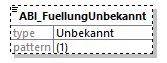 ABI_FuellungUnbekannt
type Unbekannt
pattern (1)